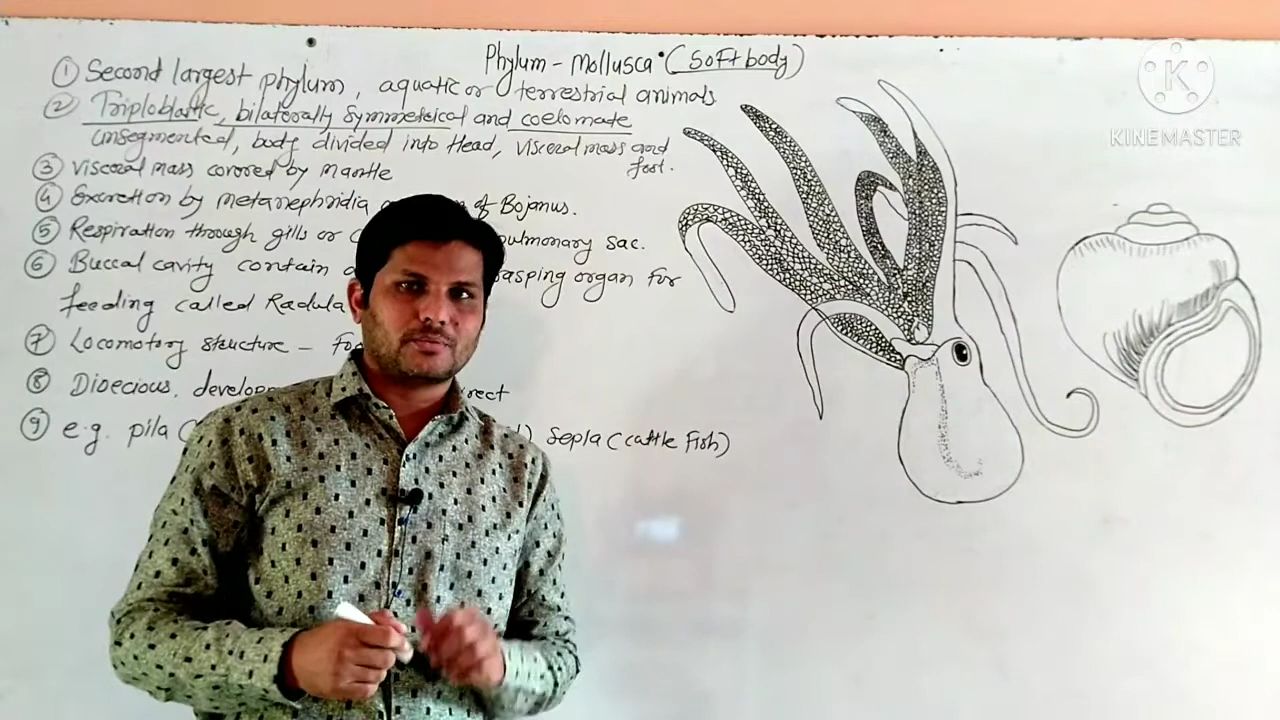 Phylum - Mollusca (Soft body)
① Second largest phylum, aquatic or terrestrial animals
② Triploblastic, bilaterally symmetrical and coelomate
unsegmented, body divided into Head, visceral mass and
foot.
③ visceral mass covered by Mantle
④ Excretion by metanephridia of Bojanus.
⑤ Respiration through gills or pulmonary sac.
⑥ Buccal cavity contain rasping organ for
feeding called Radula
⑦ Locomotory structure -
⑧ Dioecious, rect
⑨ e.g. pila ( ) Sepia (cuttle Fish)
K
KINEMASTER